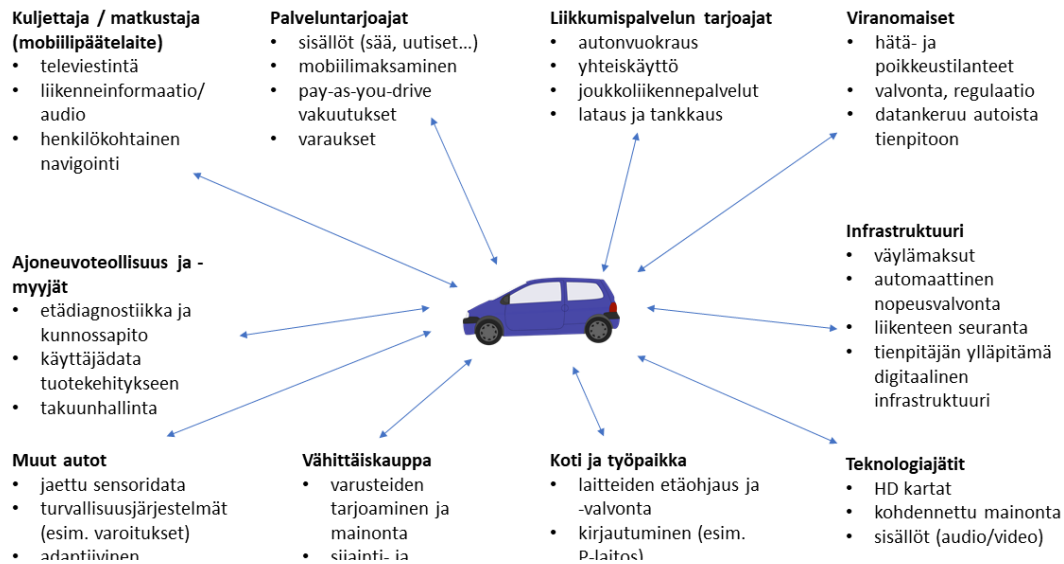 Kuljettaja / matkustaja
(mobiilipäätelaite)
• televiestintä
• liikenneinformaatio/
audio
• henkilökohtainen
navigointi
Palveluntarjoajat
• sisällöt (sää, uutiset...)
• mobiilimaksaminen
• pay-as-you-drive
vakuutukset
• varaukset
Liikkumispalvelun tarjoajat
• autonvuokraus
• yhteiskäyttö
• joukkoliikennepalvelut
• lataus ja tankkaus
Viranomaiset
• hätä- ja
poikkeustilanteet
• valvonta, regulaatio
• datankeruu autoista
tienpitoon
Ajoneuvoteollisuus ja -
myyjät
• etädiagnostiikka ja
kunnossapito
• käyttäjädata
tuotekehitykseen
• takuunhallinta
Infrastruktuuri
• väylämaksut
• automaattinen
nopeusvalvonta
• liikenteen seuranta
• tienpitäjän ylläpitämä
digitaalinen
infrastruktuuri
Muut autot
• jaettu sensoridata
• turvallisuusjärjestelmät
(esim. varoitukset)
• adaptiivinen
Vähittäiskauppa
• varusteiden
tarjoaminen ja
mainonta
• sijainti- ja
Koti ja työpaikka
• laitteiden etäohjaus ja
-valvonta
• kirjautuminen (esim.
P-laitos)
Teknologiajätit
• HD kartat
• kohdennettu mainonta
• sisällöt (audio/video)